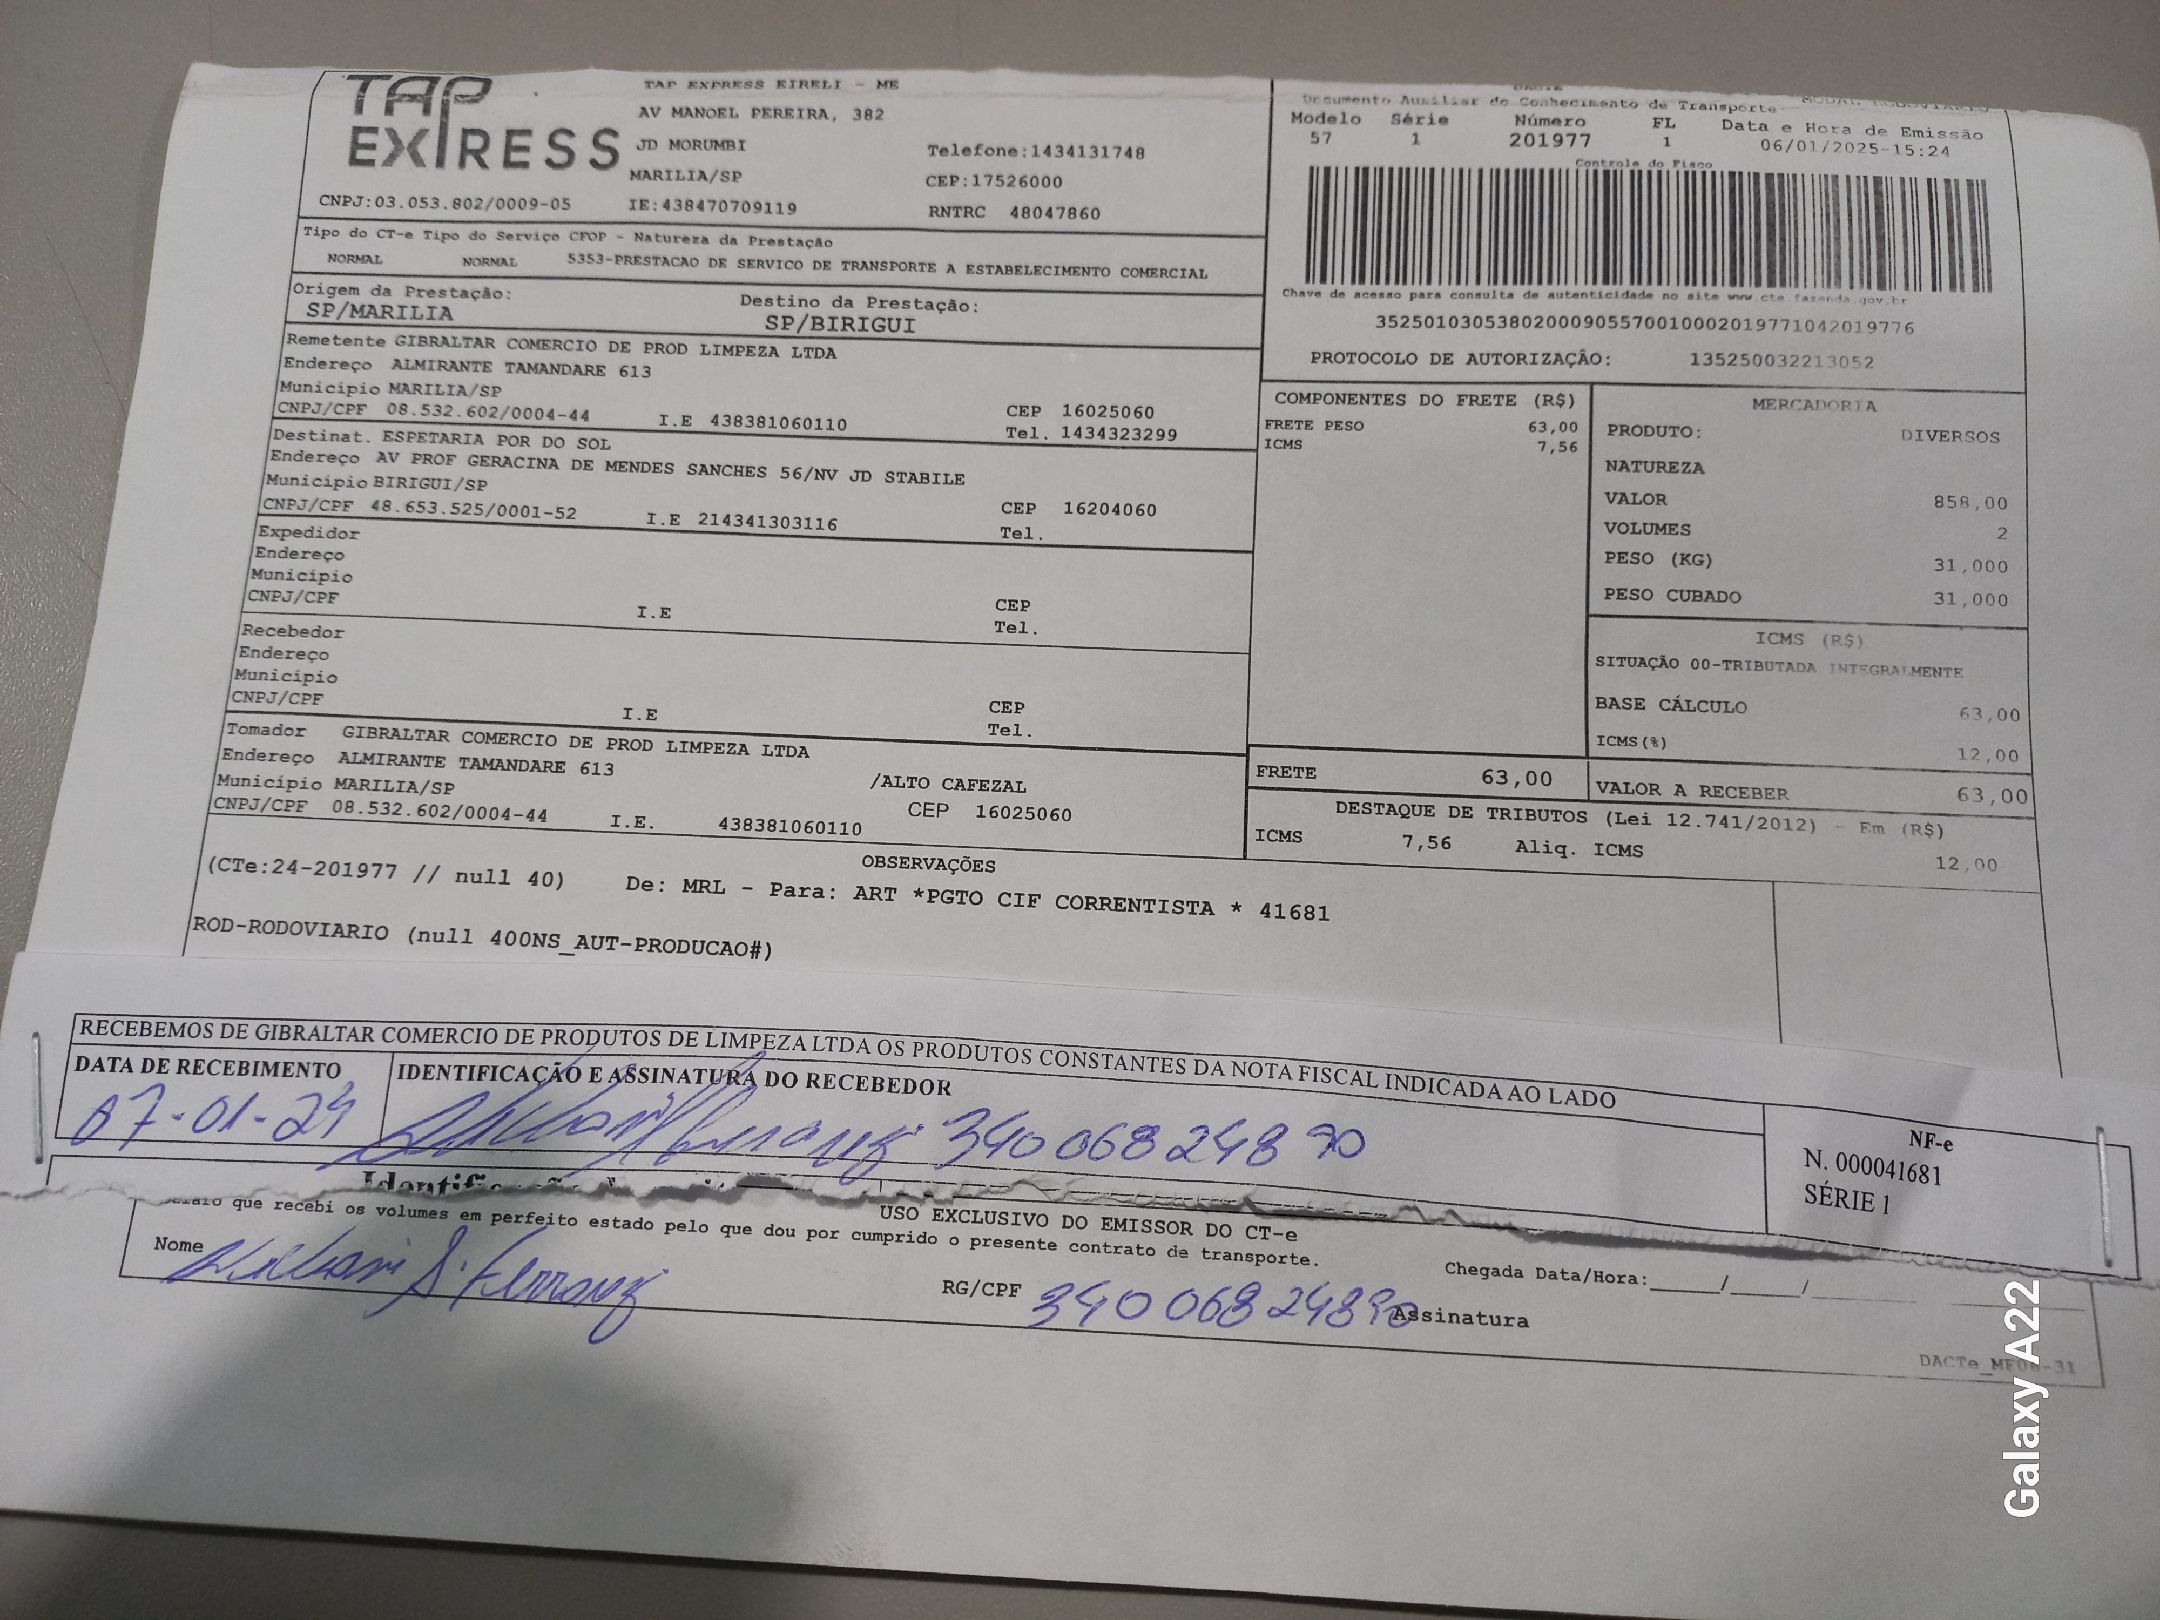 TAP EXPRESS
TAP EXPRESS EIRELI - ME
AV MANOEL PEREIRA, 382
JD MORUMBI
Telefone:1434131748
MARILIA/SP
CEP:17526000
CNPJ:03.053.802/0009-05 IE:438470709119 RNTRC 48047860
Documento Auxiliar do Conhecimento de Transporte
Modelo Série Número FL Data e Hora de Emissão
57 1 201977 1 06/01/2025-15:24
Controle do Fisco
Chave de acesso para consulta de autenticidade no site www.cte.fazenda.gov.br
35250103053802000905570010002019771042019776
PROTOCOLO DE AUTORIZAÇÃO: 135250032213052
Tipo do CT-e Tipo do Serviço CFOP - Natureza da Prestação
NORMAL NORMAL 5353-PRESTACAO DE SERVICO DE TRANSPORTE A ESTABELECIMENTO COMERCIAL
Origem da Prestação: Destino da Prestação:
SP/MARILIA SP/BIRIGUI
Remetente GIBRALTAR COMERCIO DE PROD LIMPEZA LTDA
Endereço ALMIRANTE TAMANDARE 613
Município MARILIA/SP
CEP 16025060
CNPJ/CPF 08.532.602/0004-44 I.E 438381060110 Tel. 1434323299
Destinat. ESPETARIA POR DO SOL
Endereço AV PROF GERACINA DE MENDES SANCHES 56/NV JD STABILE
Município BIRIGUI/SP
CEP 16204060
CNPJ/CPF 48.653.525/0001-52 I.E 214341303116 Tel.
Expedidor
Endereço
Município
CEP
CNPJ/CPF I.E Tel.
Recebedor
Endereço
Município
CEP
CNPJ/CPF I.E Tel.
Tomador GIBRALTAR COMERCIO DE PROD LIMPEZA LTDA
Endereço ALMIRANTE TAMANDARE 613 /ALTO CAFEZAL
Município MARILIA/SP CEP 16025060
CNPJ/CPF 08.532.602/0004-44 I.E. 438381060110
COMPONENTES DO FRETE (R$)
FRETE PESO 63,00
ICMS 7,56
MERCADORIA
PRODUTO: DIVERSOS
NATUREZA
VALOR 858,00
VOLUMES 2
PESO (KG) 31,000
PESO CUBADO 31,000
ICMS (R$)
SITUAÇÃO 00-TRIBUTADA INTEGRALMENTE
BASE CÁLCULO 63,00
ICMS(%) 12,00
FRETE 63,00 VALOR A RECEBER 63,00
DESTAQUE DE TRIBUTOS (Lei 12.741/2012) - Em (R$)
ICMS 7,56 Aliq. ICMS 12,00
OBSERVAÇÕES
(CTe:24-201977 // null 40) De: MRL - Para: ART *PGTO CIF CORRENTISTA * 41681
ROD-RODOVIARIO (null 400NS_AUT-PRODUCAO#)
RECEBEMOS DE GIBRALTAR COMERCIO DE PRODUTOS DE LIMPEZA LTDA OS PRODUTOS CONSTANTES DA NOTA FISCAL INDICADA AO LADO
DATA DE RECEBIMENTO IDENTIFICAÇÃO E ASSINATURA DO RECEBEDOR
07-01-24 34006824890
NF-e
N. 000041681
SÉRIE 1
USO EXCLUSIVO DO EMISSOR DO CT-e
que recebi os volumes em perfeito estado pelo que dou por cumprido o presente contrato de transporte.
Nome RG/CPF 34006824890 Assinatura
Chegada Data/Hora:____/____/
Galaxy A22